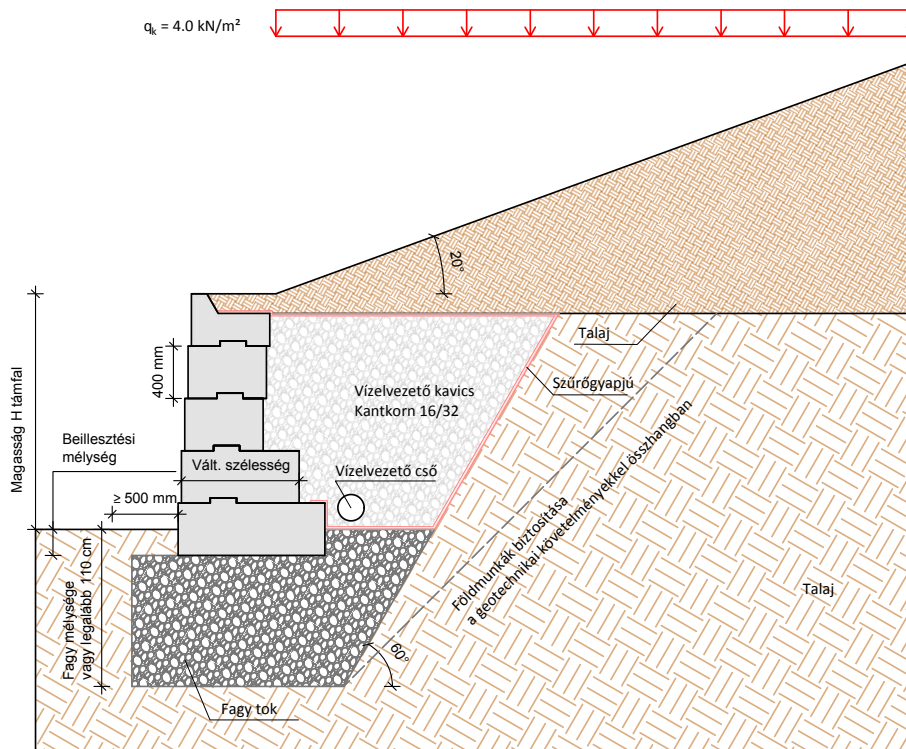 qk = 4.0 kN/m²
20°
Magasság H támfal
400 mm
Talaj
Szűrőgyapjú
Vízelvezető kavics
Kantkorn 16/32
Beillesztési
mélység
Vált. szélesség
Vízelvezető cső
≥ 500 mm
Földmunkák biztosítása
a geotechnikai követelményekkel összhangban
Talaj
Fagy mélysége
vagy legalább 110 cm
60°
Fagy tok